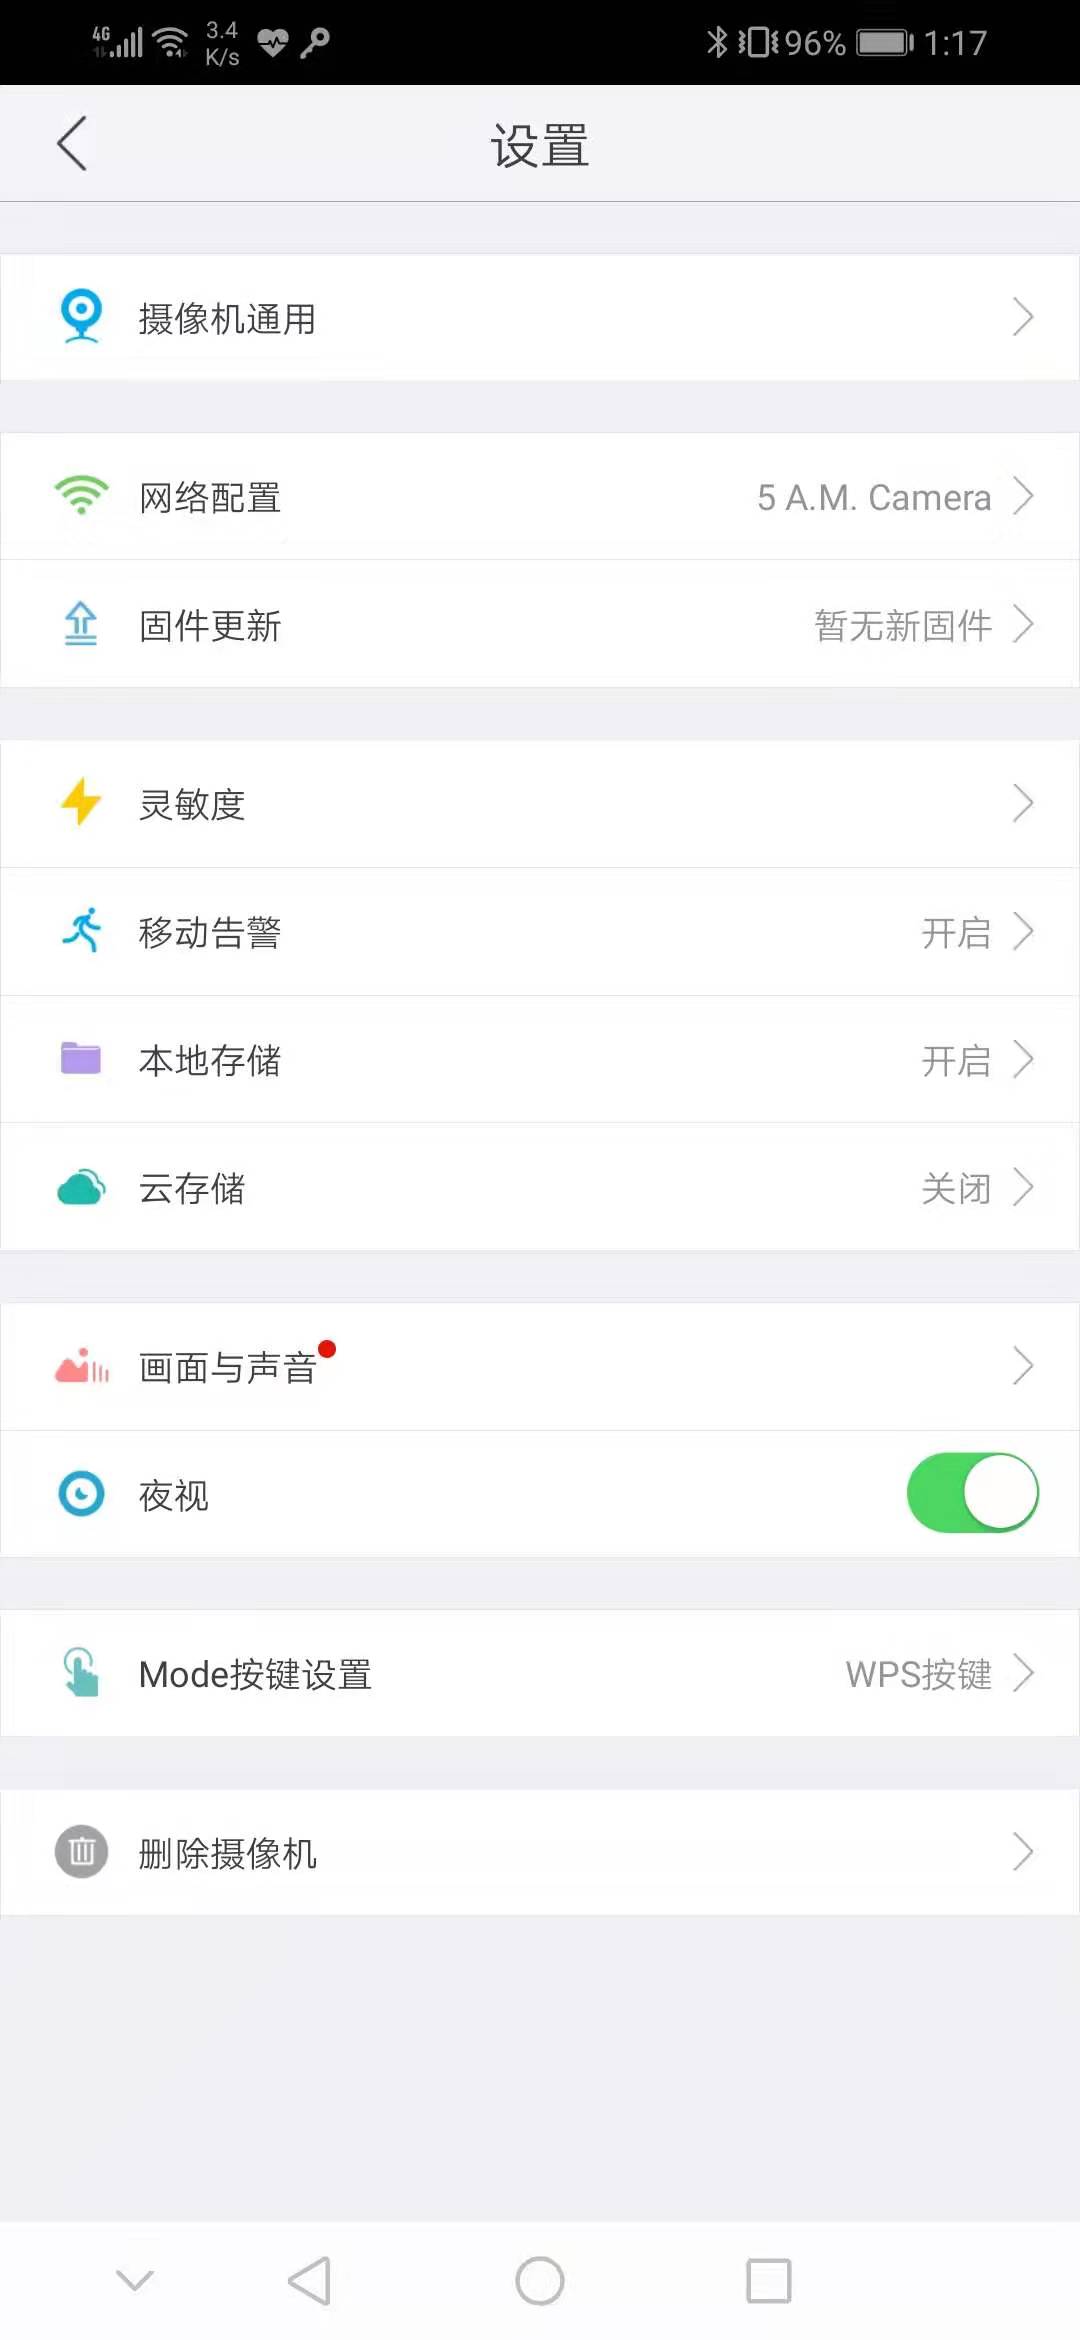 4G 3.4 K/s 96% 1:17
设置
摄像机通用
网络配置 5 A.M. Camera
固件更新 暂无新固件
灵敏度
移动告警 开启
本地存储 开启
云存储 关闭
画面与声音
夜视
Mode按键设置 WPS按键
删除摄像机